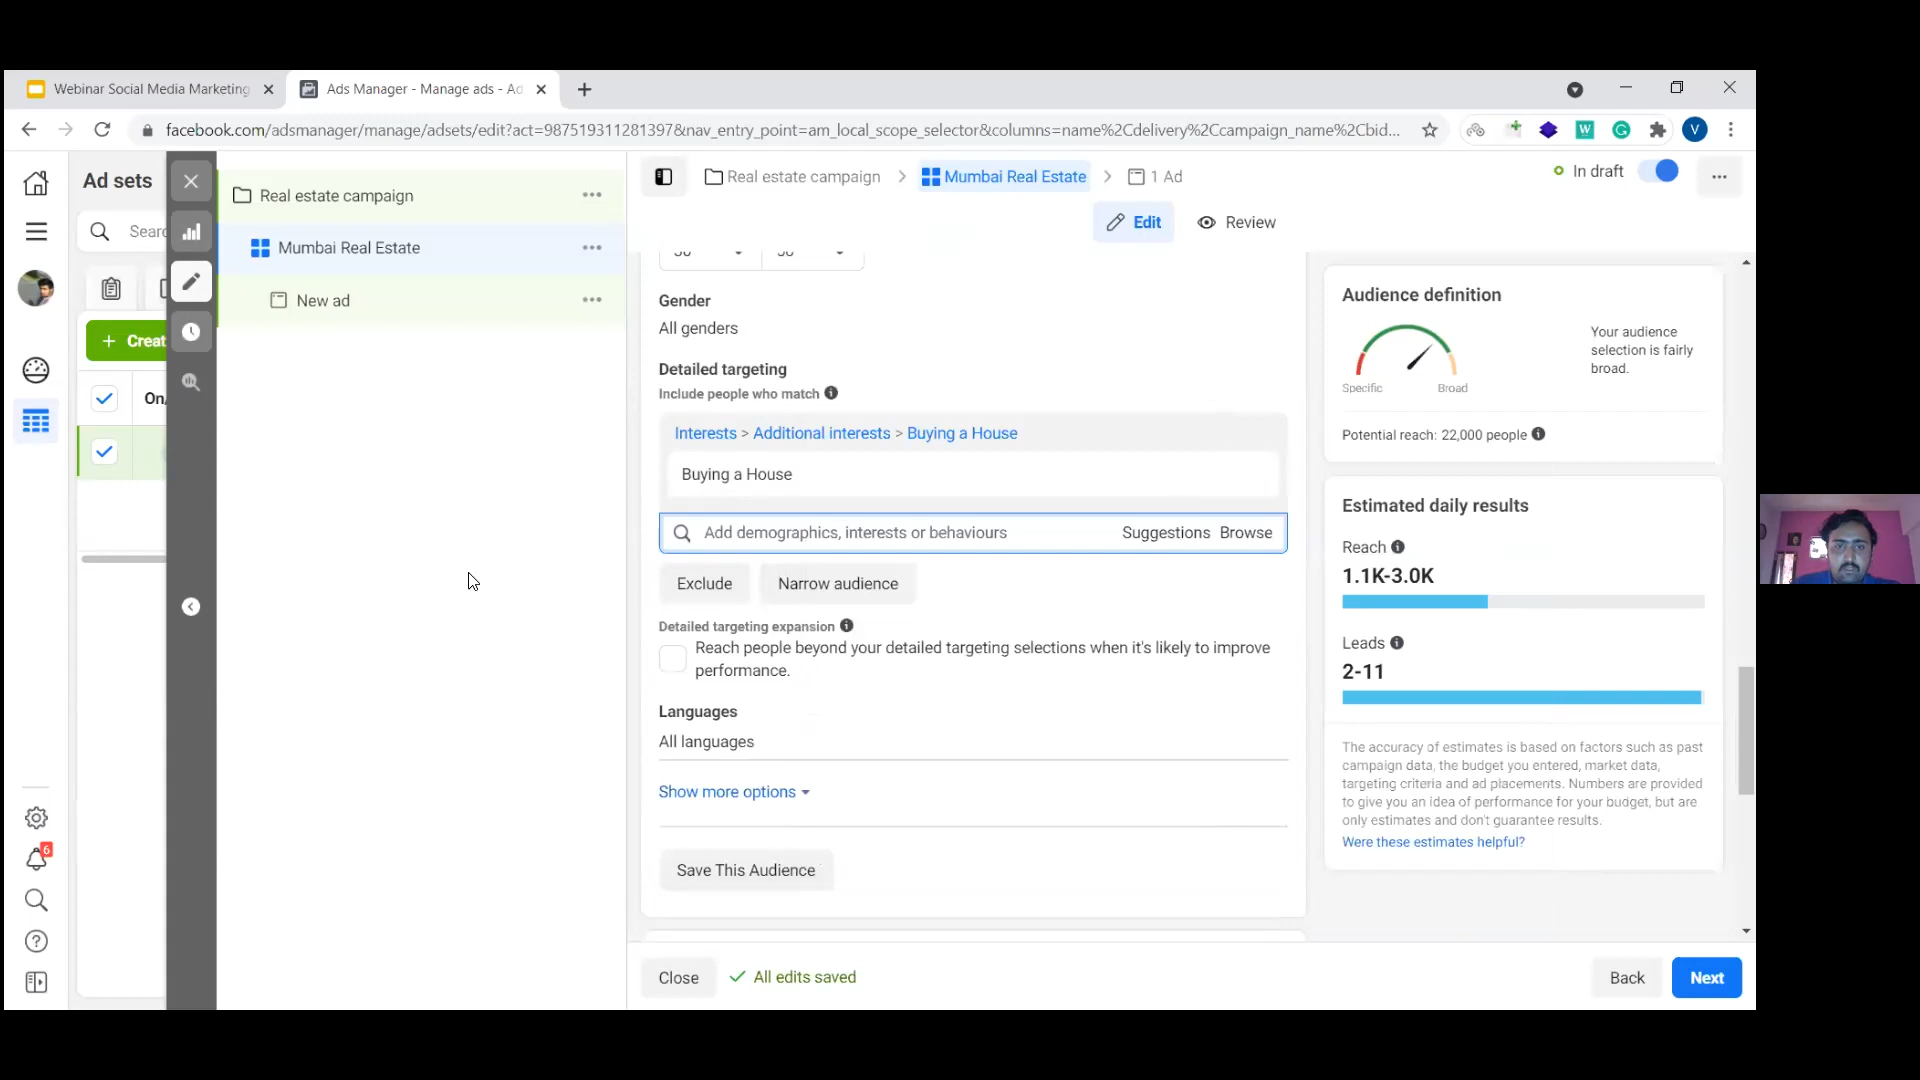 Webinar Social Media Marketing
Ads Manager - Manage ads - Ad
facebook.com/adsmanager/manage/adsets/edit?act=987519311281397&nav_entry_point=am_local_scope_selector&columns=name%2Cdelivery%2Ccampaign_name%2Cbid...
V
Ad sets
Real estate campaign
Real estate campaign > Mumbai Real Estate > 1 Ad
In draft
Sear
Edit
Review
Mumbai Real Estate
New ad
+ Creat
On
6
Gender
All genders
Detailed targeting
Include people who match
Interests > Additional interests > Buying a House
Buying a House
Add demographics, interests or behaviours
Suggestions
Browse
Exclude
Narrow audience
Detailed targeting expansion
Reach people beyond your detailed targeting selections when it's likely to improve
performance.
Languages
All languages
Show more options
Save This Audience
Audience definition
Specific
Broad
Your audience
selection is fairly
broad.
Potential reach: 22,000 people
Estimated daily results
Reach
1.1K-3.0K
Leads
2-11
The accuracy of estimates is based on factors such as past
campaign data, the budget you entered, market data,
targeting criteria and ad placements. Numbers are provided
to give you an idea of performance for your budget, but are
only estimates and don't guarantee results.
Were these estimates helpful?
Close
All edits saved
Back
Next